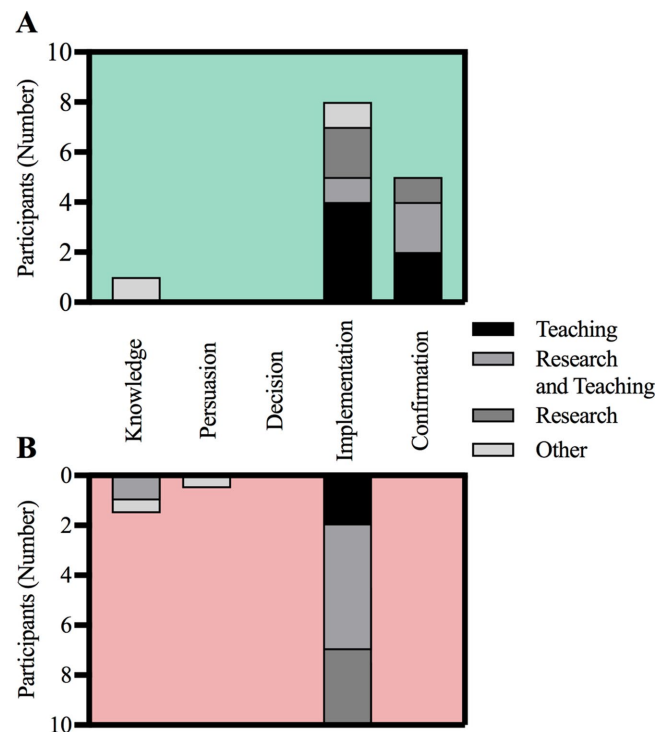 A
10
8
6
4
2
0
Participants (Number)
Knowledge
Persuasion
Decision
Implementation
Confirmation
Teaching
Research
and Teaching
Research
Other
B
0
2
4
6
8
10
Participants (Number)